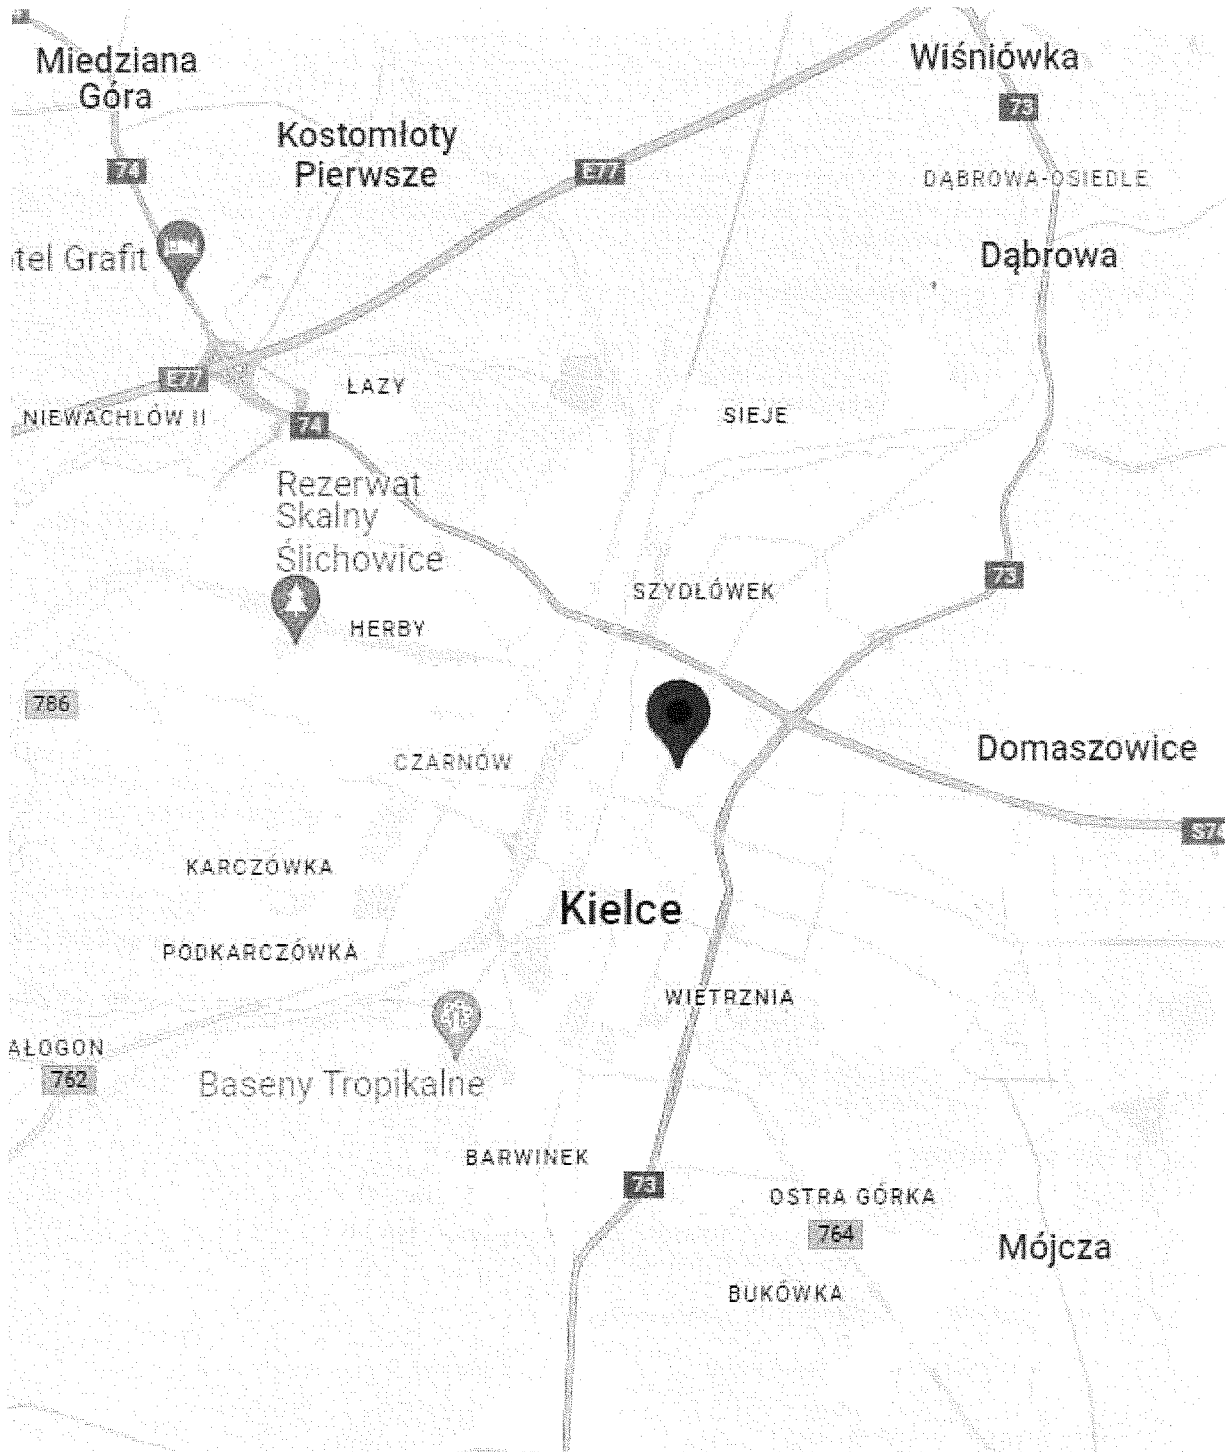 Miedziana
Góra
Wiśniówka
73
Kostomłoty
Pierwsze
74
E77
DĄBROWA-OSIEDLE
tel Grafit
Dąbrowa
E77
ŁAZY
NIEWACHLÓW II
74
SIEJE
Rezerwat
Skalny
Ślichowice
73
SZYDŁÓWEK
HERBY
786
CZARNÓW
Domaszowice
S74
KARCZÓWKA
Kielce
PODKARCZÓWKA
WIETRZNIA
AŁOGON
762
Baseny Tropikalne
BARWINEK
73
OSTRA GÓRKA
764
Mójcza
BUKÓWKA